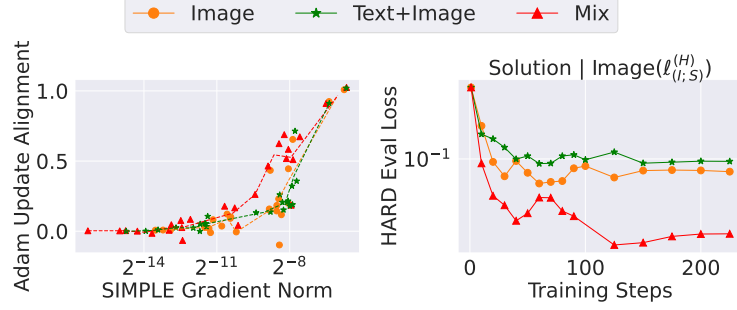 Image Text+Image Mix
Adam Update Alignment
1.0
0.5
0.0
2^{-14} 2^{-11} 2^{-8}
SIMPLE Gradient Norm
Solution | Image(ℓ^{(H)}_{(I;S)})
HARD Eval Loss
10^{-1}
0 100 200
Training Steps